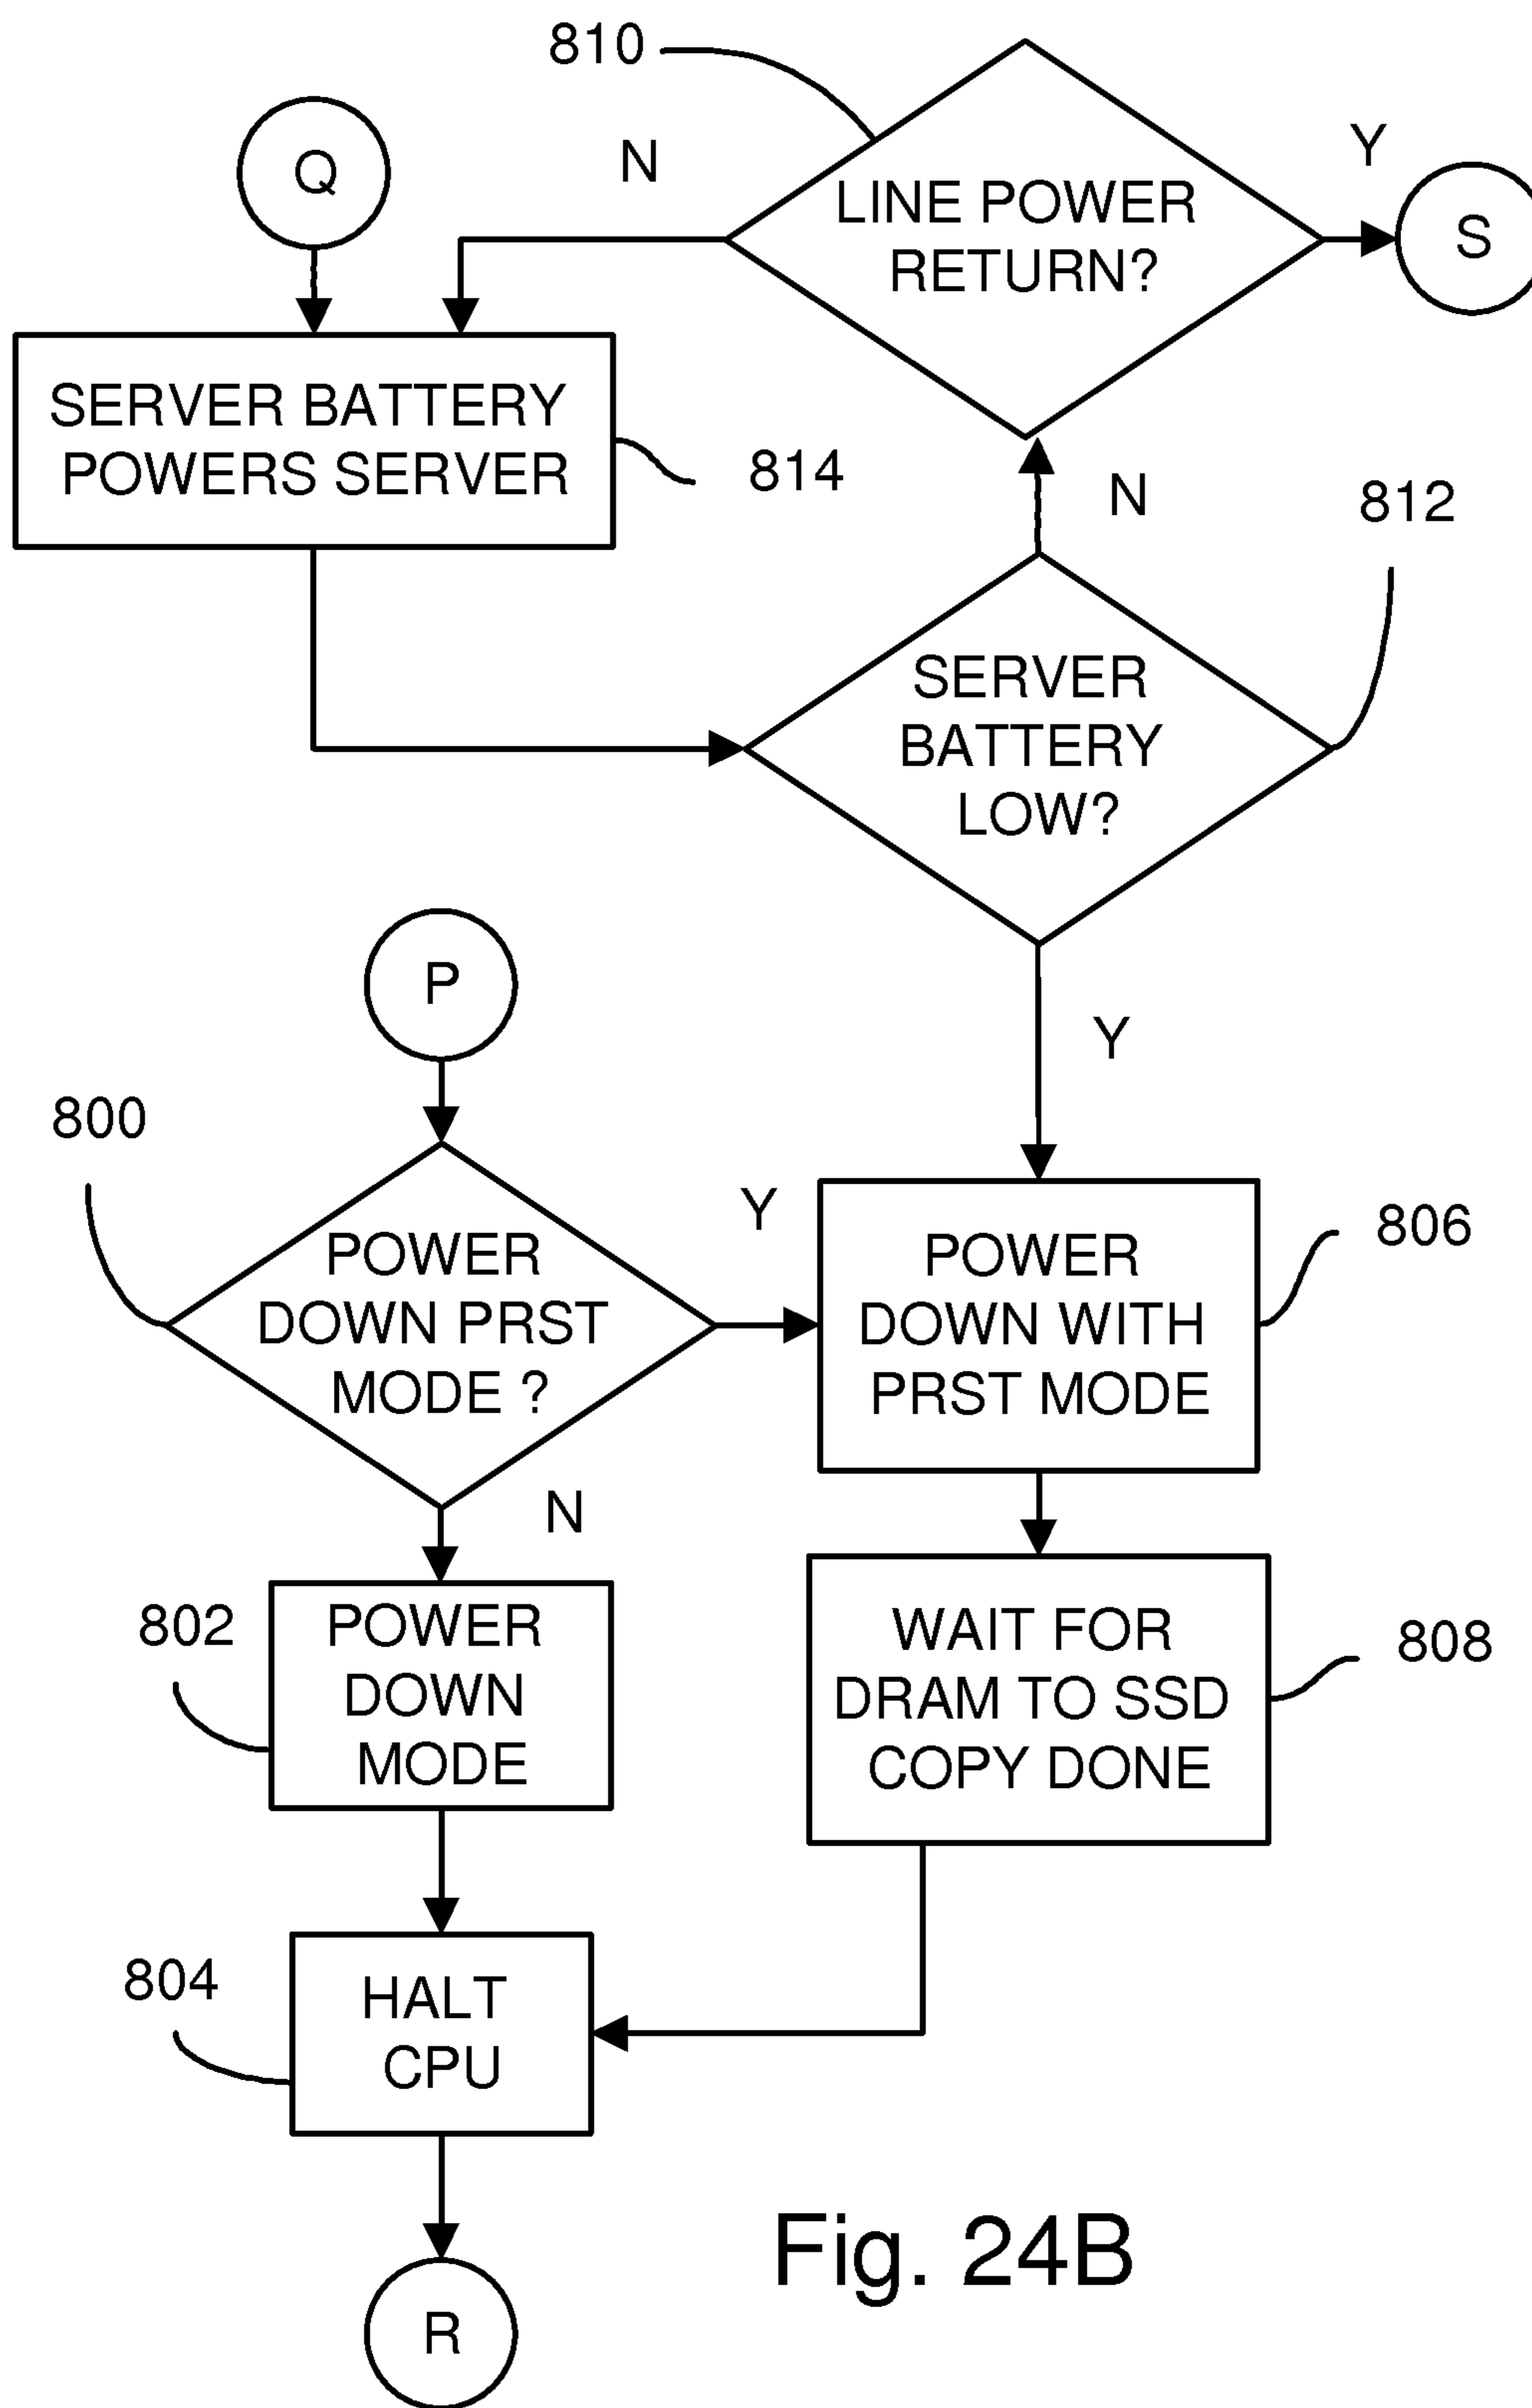 810
N
Y
Q
LINE POWER
RETURN?
S
SERVER BATTERY
POWERS SERVER
814
N
812
SERVER
BATTERY
LOW?
P
Y
800
Y
POWER
DOWN PRST
MODE ?
POWER
DOWN WITH
PRST MODE
806
N
802
POWER
DOWN
MODE
WAIT FOR
DRAM TO SSD
COPY DONE
808
804
HALT
CPU
Fig. 24B
R